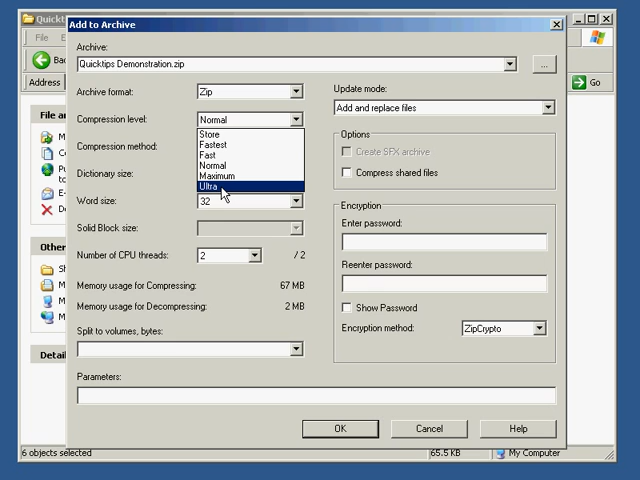 Quickt
Add to Archive
File
E
Archive:
Quicktips Demonstration.zip
...
Bac
Address
Go
Archive format:
Zip
Update mode:
Add and replace files
File a
Compression level:
Normal
Store
Fastest
Fast
Normal
Maximum
Ultra
Options
Create SFX archive
Compress shared files
M
Compression method:
C
Pu
to
Dictionary size:
E-
D
Word size:
32
Encryption
Enter password:
Solid Block size:
Other
Number of CPU threads:
2
/ 2
Reenter password:
SH
M
Memory usage for Compressing:
67 MB
M
Memory usage for Decompressing:
2 MB
Show Password
M
Split to volumes, bytes:
Encryption method:
ZipCrypto
Detail
Parameters:
OK
Cancel
Help
6 objects selected
65.5 KB
My Computer